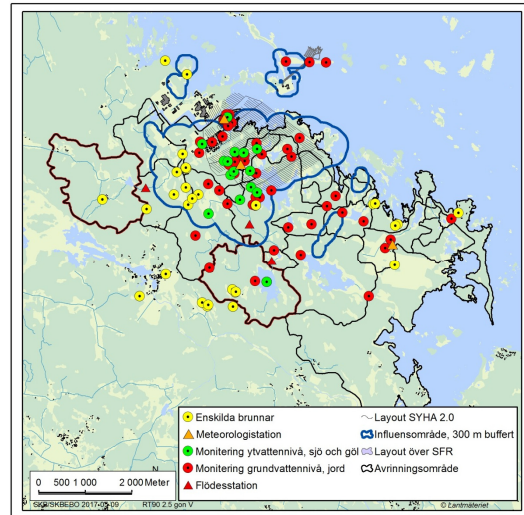 Enskilda brunnar
Meteorologistation
Monitering ytvattennivå, sjö och göl
Monitering grundvattennivå, jord
Flödesstation
Layout SYHA 2.0
Influensområde, 300 m buffert
Layout över SFR
Avrinningsområde
0 500 1 000 2 000 Meter
SKB/SKBEBO 2017-05-09 RT90 2.5 gon V
© Lantmäteriet